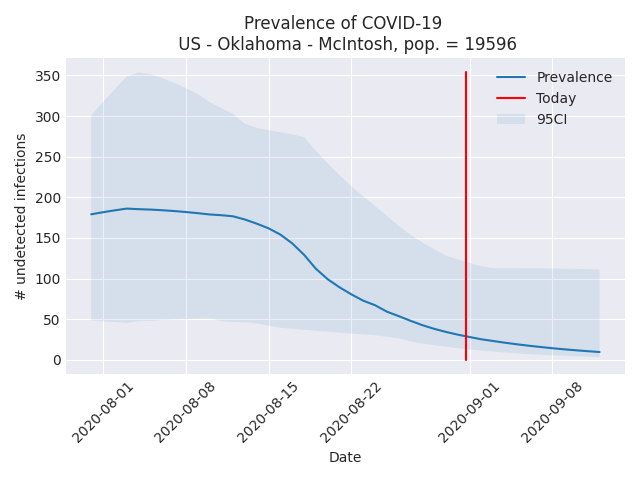 Prevalence of COVID-19
US - Oklahoma - McIntosh, pop. = 19596
# undetected infections
350
300
250
200
150
100
50
0
Prevalence
Today
95CI
2020-08-01
2020-08-08
2020-08-15
2020-08-22
2020-09-01
2020-09-08
Date